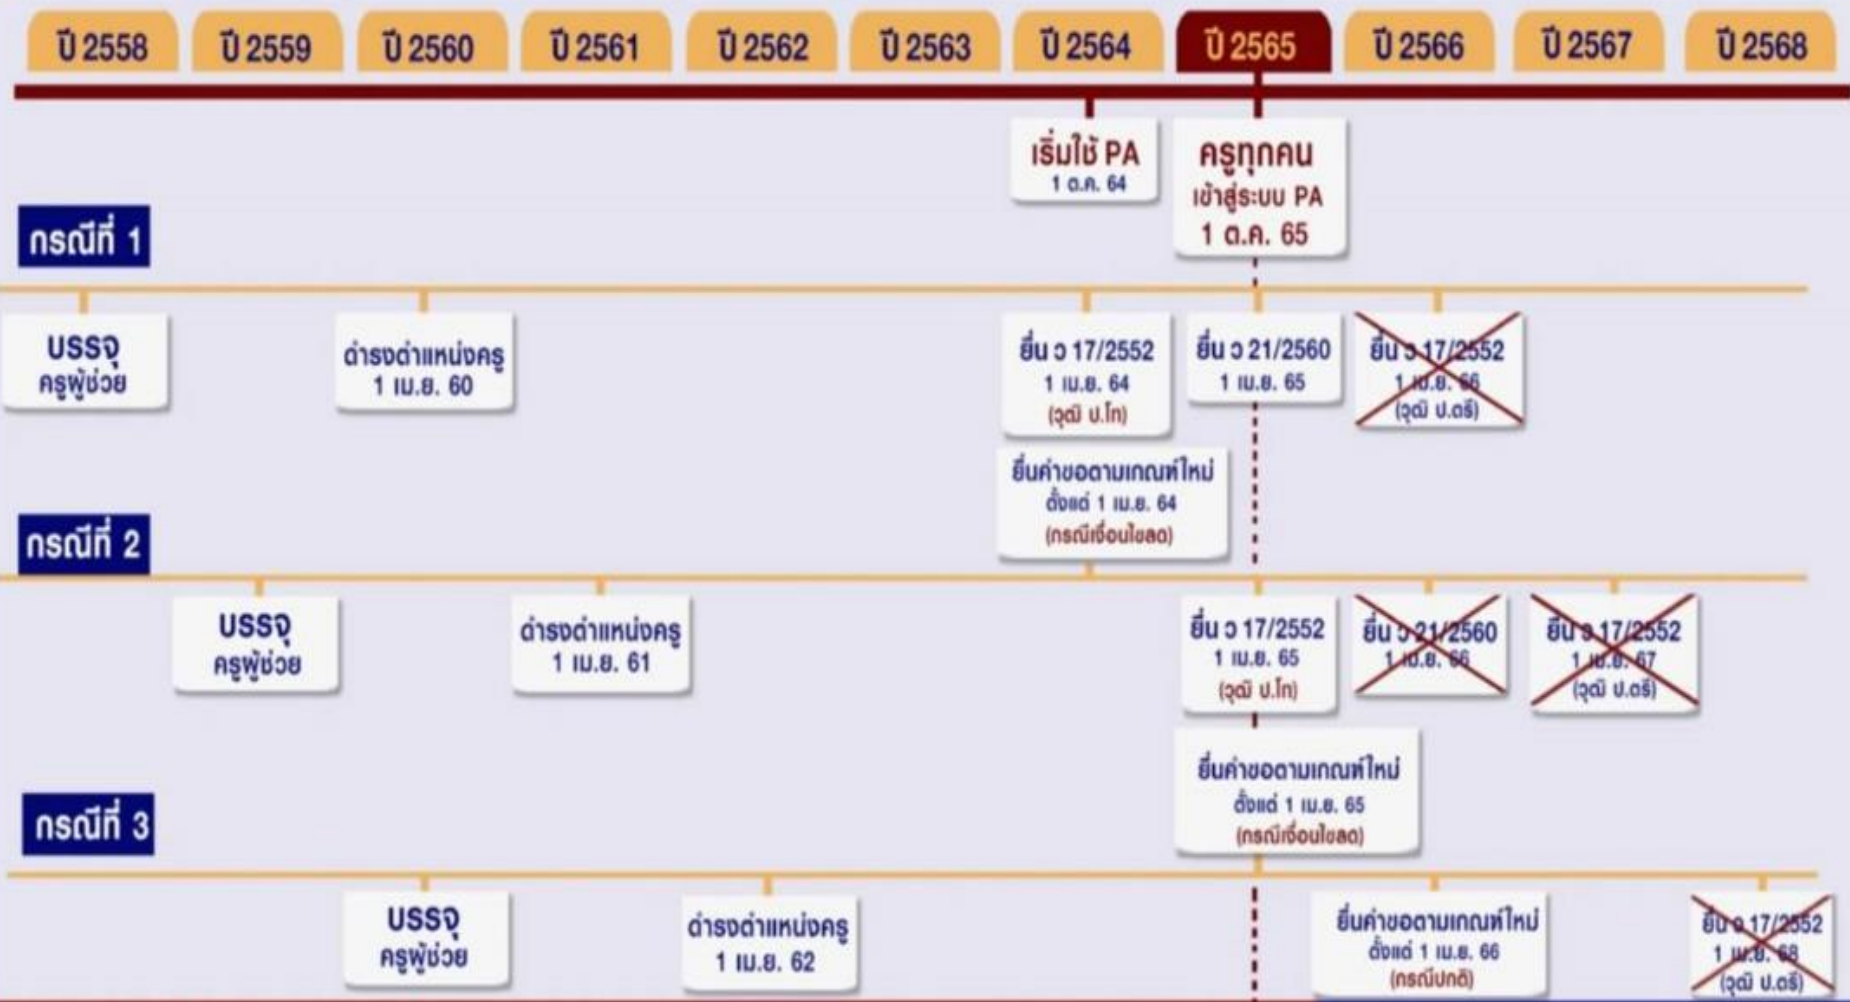 ปี 2558
ปี 2559
ปี 2560
ปี 2561
ปี 2562
ปี 2563
ปี 2564
ปี 2565
ปี 2566
ปี 2567
ปี 2568
เริ่มใช้ PA
1 ต.ค. 64
ครูทุกคน
เข้าสู่ระบบ PA
1 ต.ค. 65
กรณีที่ 1
บรรจุ
ครูผู้ช่วย
ดำรงตำแหน่งครู
1 เม.ย. 60
ยื่น ว 17/2552
1 เม.ย. 64
(วุฒิ ป.โท)
ยื่น ว 21/2560
1 เม.ย. 65
ยื่น ว 17/2552
1 เม.ย. 66
(วุฒิ ป.ตรี)
ยื่นคำขอตามเกณฑ์ใหม่
ตั้งแต่ 1 เม.ย. 64
(กรณีเงื่อนไขลด)
กรณีที่ 2
บรรจุ
ครูผู้ช่วย
ดำรงตำแหน่งครู
1 เม.ย. 61
ยื่น ว 17/2552
1 เม.ย. 65
(วุฒิ ป.โท)
ยื่น ว 21/2560
1 เม.ย. 66
ยื่น ว 17/2552
1 เม.ย. 67
(วุฒิ ป.ตรี)
ยื่นคำขอตามเกณฑ์ใหม่
ตั้งแต่ 1 เม.ย. 65
(กรณีเงื่อนไขลด)
กรณีที่ 3
บรรจุ
ครูผู้ช่วย
ดำรงตำแหน่งครู
1 เม.ย. 62
ยื่นคำขอตามเกณฑ์ใหม่
ตั้งแต่ 1 เม.ย. 66
(กรณีปกติ)
ยื่น ว 17/2552
1 เม.ย. 68
(วุฒิ ป.ตรี)